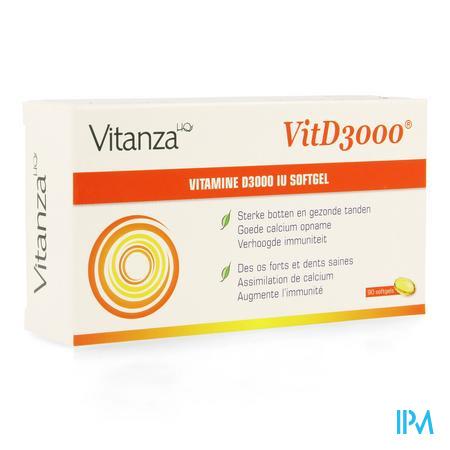 Vitanza HQ
Vitanza HQ
VitD3000®
VITAMINE D3000 IU SOFTGEL
Sterke botten en gezonde tanden
Goede calcium opname
Verhoogde immuniteit
Des os forts et dents saines
Assimilation de calcium
Augmente l'immunité
90 softgels
IPM